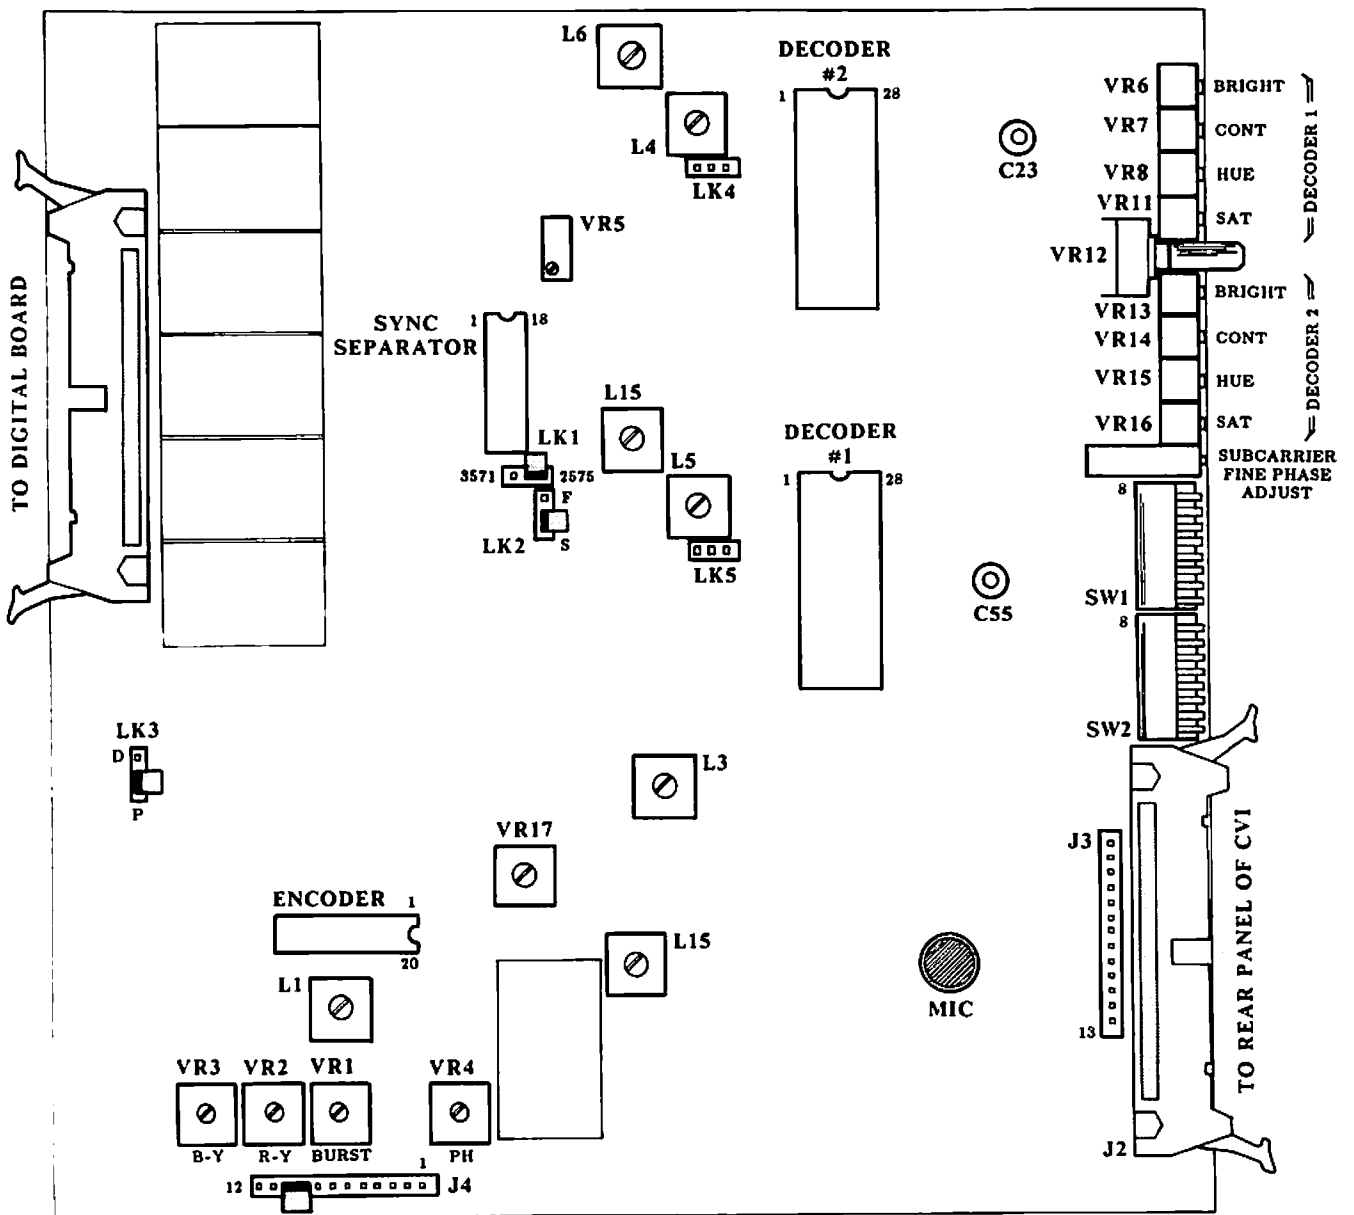 L6
DECODER
#2
1
28
L4
LK4
C23
VR6
BRIGHT
VR7
CONT
VR8
HUE
VR11
SAT
DECODER 1
VR12
VR5
TO DIGITAL BOARD
SYNC
SEPARATOR
1
18
BRIGHT
VR13
VR14
CONT
VR15
HUE
VR16
SAT
DECODER 2
SUBCARRIER
FINE PHASE
ADJUST
L15
LK1
3571
2575
F
LK2
S
L5
LK5
DECODER
#1
1
28
C55
8
SW1
8
SW2
LK3
D
P
L3
VR17
ENCODER
1
20
L15
L1
MIC
J3
13
J2
TO REAR PANEL OF CVI
VR3
VR2
VR1
VR4
B-Y
R-Y
BURST
PH
12
1
J4